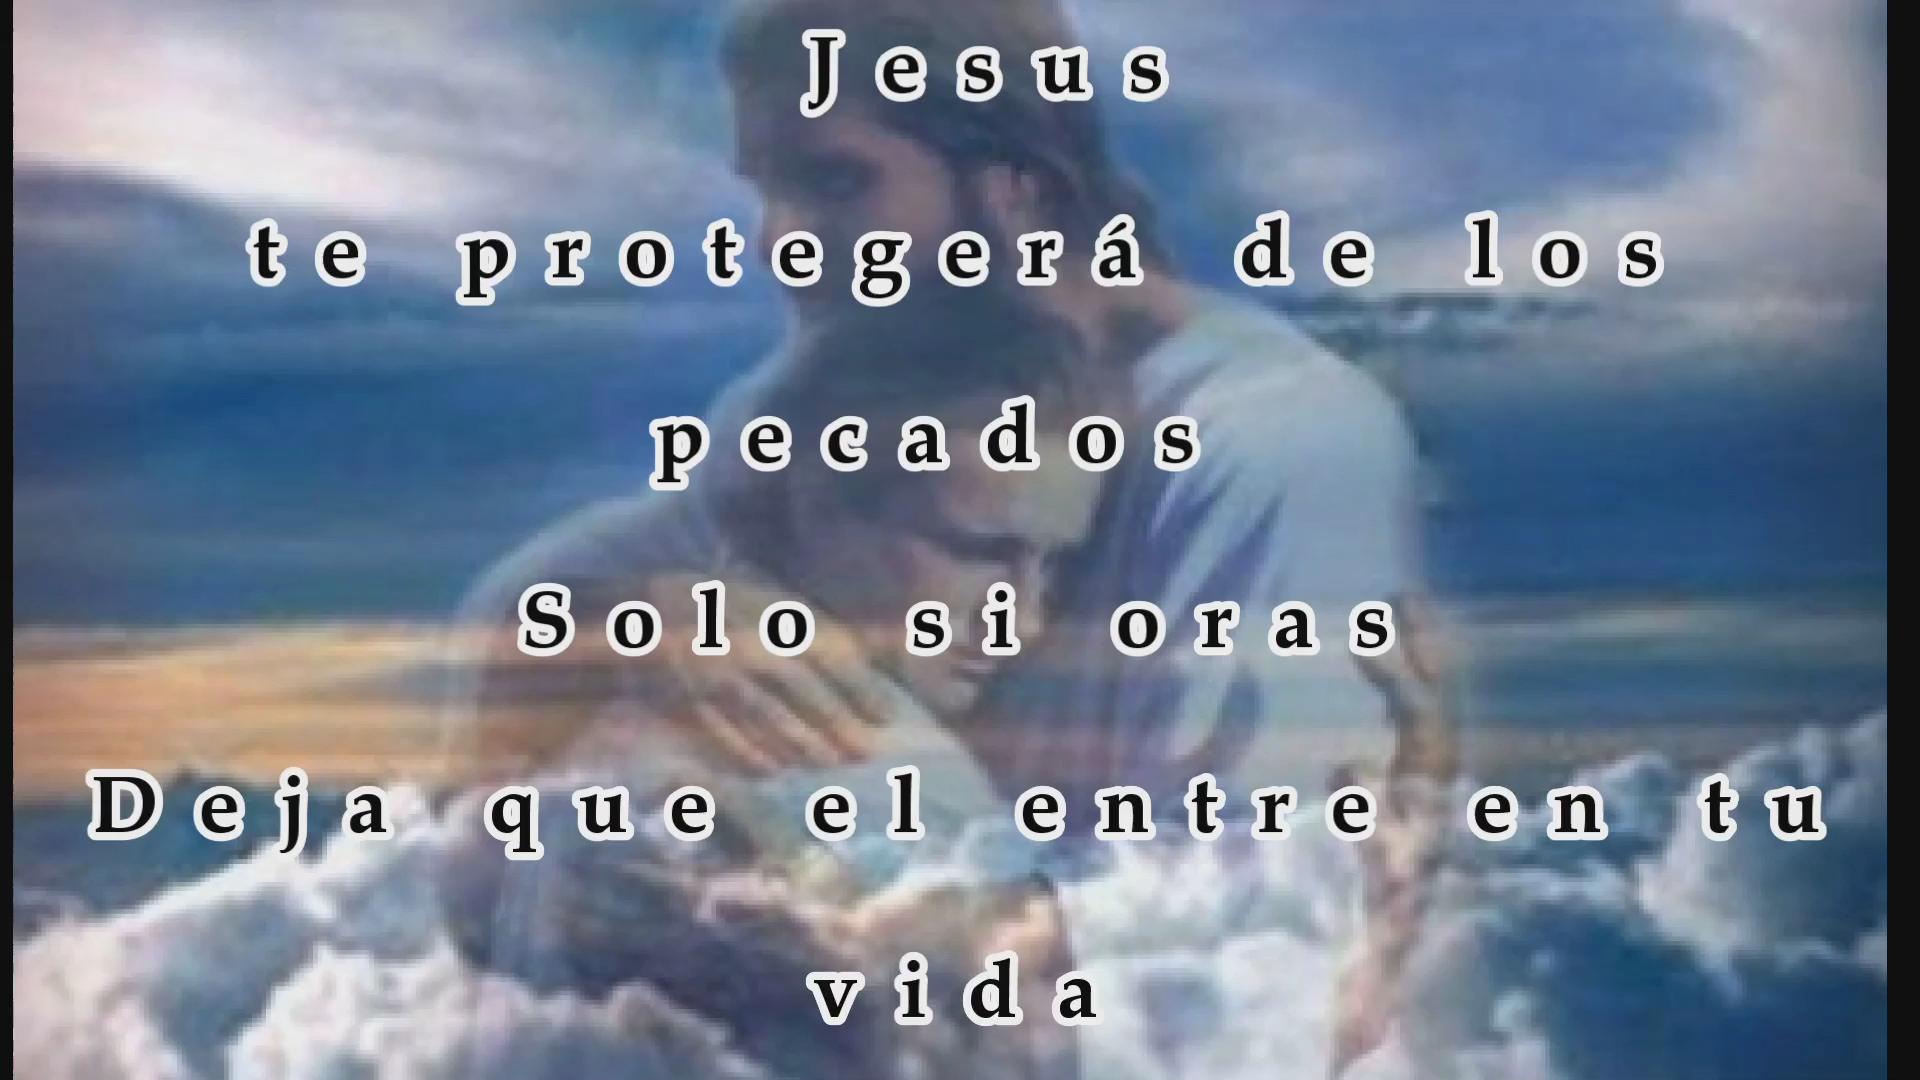 Jesus
te protegerá de los
pecados
Solo si oras
Deja que el entre en tu
vida